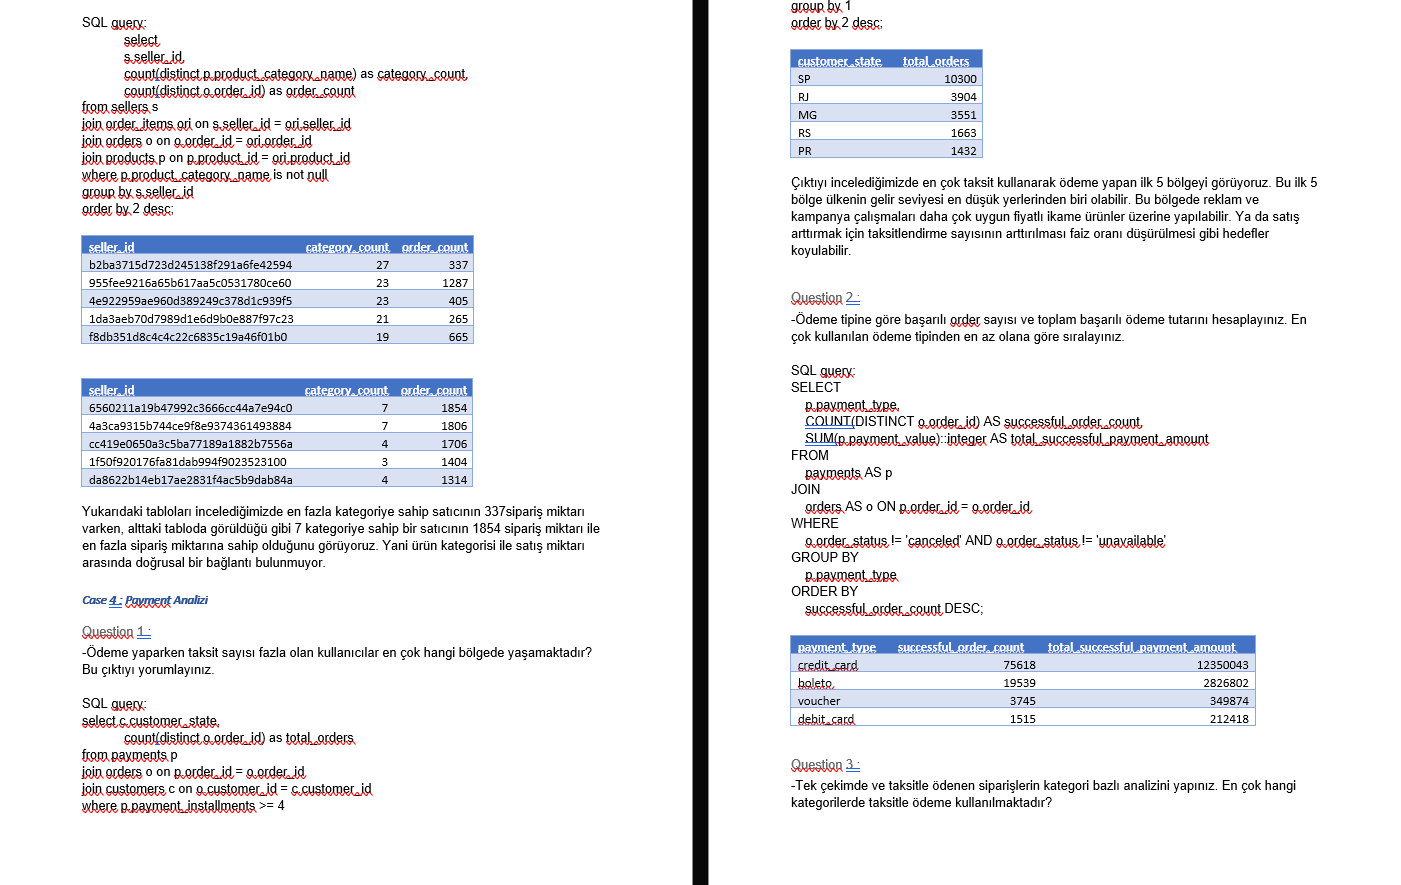 SQL query:
select
s.seller_id,
count(distinct p.product_category_name) as category_count,
count(distinct o.order_id) as order_count
from sellers s
join order_items ori on s.seller_id = ori.seller_id
join orders o on o.order_id = ori.order_id
join products p on p.product_id = ori.product_id
where p.product_category_name is not null
group by s.seller_id
order by 2 desc;
seller_id category_count order_count
b2ba3715d723d245138f291a6fe42594 27 337
955fee9216a65b617aa5c0531780ce60 23 1287
4e922959ae960d389249c378d1c939f5 23 405
1da3aeb70d7989d1e6d9b0e887f97c23 21 265
f8db351d8c4c4c22c6835c19a46f01b0 19 665
seller_id category_count order_count
6560211a19b47992c3666cc44a7e94c0 7 1854
4a3ca9315b744ce9f8e9374361493884 7 1806
cc419e0650a3c5ba77189a1882b7556a 4 1706
1f50f920176fa81dab994f9023523100 3 1404
da8622b14eb17ae2831f4ac5b9dab84a 4 1314
Yukarıdaki tabloları incelediğimizde en fazla kategoriye sahip satıcının 337sipariş miktarı
varken, alttaki tabloda görüldüğü gibi 7 kategoriye sahip bir satıcının 1854 sipariş miktarı ile
en fazla sipariş miktarına sahip olduğunu görüyoruz. Yani ürün kategorisi ile satış miktarı
arasında doğrusal bir bağlantı bulunmuyor.
Case 4 : Payment Analizi
Question 1 :
-Ödeme yaparken taksit sayısı fazla olan kullanıcılar en çok hangi bölgede yaşamaktadır?
Bu çıktıyı yorumlayınız.
SQL query:
select c.customer_state,
count(distinct o.order_id) as total_orders
from payments p
join orders o on p.order_id = o.order_id
join customers c on o.customer_id = c.customer_id
where p.payment_installments >= 4
group by 1
order by 2 desc;
customer_state total_orders
SP 10300
RJ 3904
MG 3551
RS 1663
PR 1432
Çıktıyı incelediğimizde en çok taksit kullanarak ödeme yapan ilk 5 bölgeyi görüyoruz. Bu ilk 5
bölge ülkenin gelir seviyesi en düşük yerlerinden biri olabilir. Bu bölgede reklam ve
kampanya çalışmaları daha çok uygun fiyatlı ikame ürünler üzerine yapılabilir. Ya da satış
arttırmak için taksitlendirme sayısının arttırılması faiz oranı düşürülmesi gibi hedefler
koyulabilir.
Question 2 :
-Ödeme tipine göre başarılı order sayısı ve toplam başarılı ödeme tutarını hesaplayınız. En
çok kullanılan ödeme tipinden en az olana göre sıralayınız.
SQL query:
SELECT
p.payment_type,
COUNT(DISTINCT o.order_id) AS successful_order_count,
SUM(p.payment_value)::integer AS total_successful_payment_amount
FROM
payments AS p
JOIN
orders AS o ON p.order_id = o.order_id
WHERE
o.order_status != 'canceled' AND o.order_status != 'unavailable'
GROUP BY
p.payment_type
ORDER BY
successful_order_count DESC;
payment_type successful_order_count total_successful_payment_amount
credit_card 75618 12350043
boleto 19539 2826802
voucher 3745 349874
debit_card 1515 212418
Question 3 :
-Tek çekimde ve taksitle ödenen siparişlerin kategori bazlı analizini yapınız. En çok hangi
kategorilerde taksitle ödeme kullanılmaktadır?